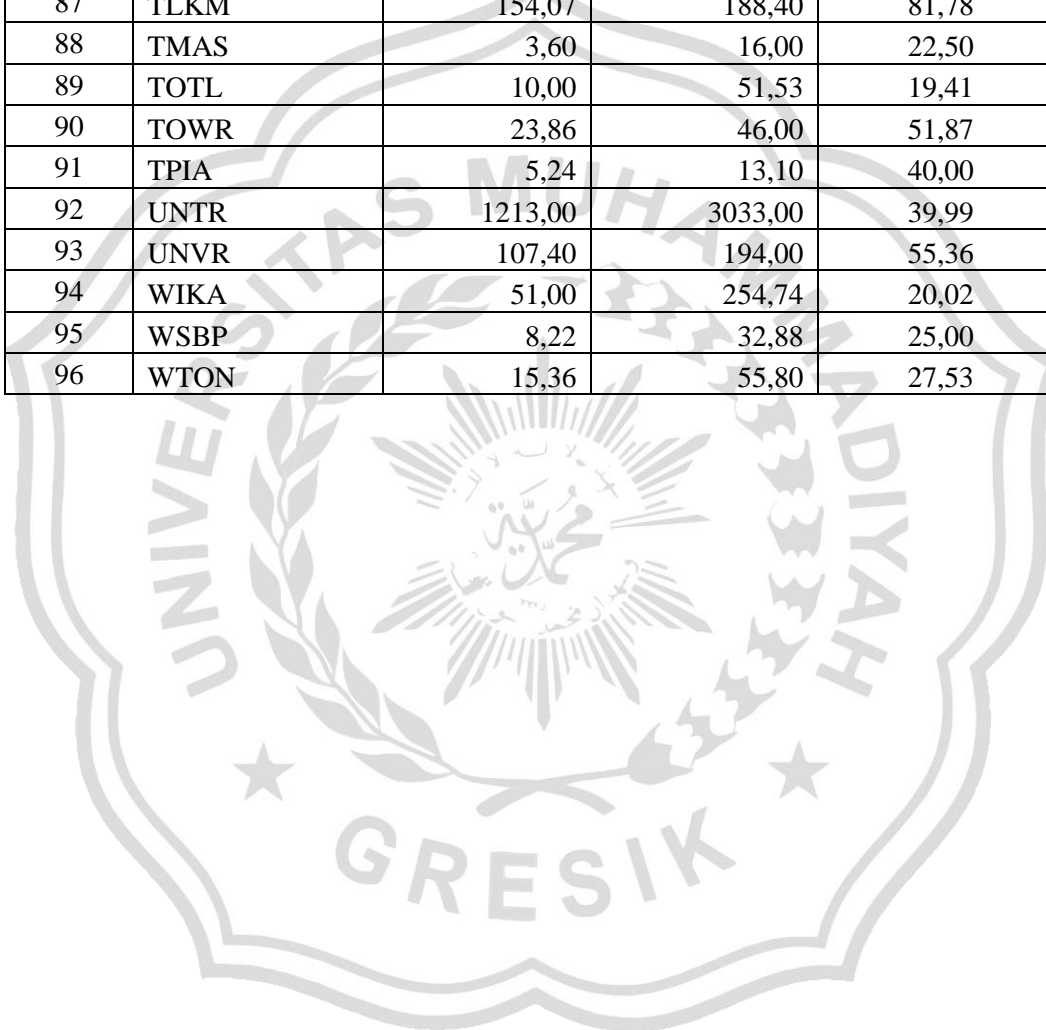 87 TLKM 154,07 188,40 81,78
88 TMAS 3,60 16,00 22,50
89 TOTL 10,00 51,53 19,41
90 TOWR 23,86 46,00 51,87
91 TPIA 5,24 13,10 40,00
92 UNTR 1213,00 3033,00 39,99
93 UNVR 107,40 194,00 55,36
94 WIKA 51,00 254,74 20,02
95 WSBP 8,22 32,88 25,00
96 WTON 15,36 55,80 27,53
UNIVERSITAS MUHAMMADIYAH
GRESIK